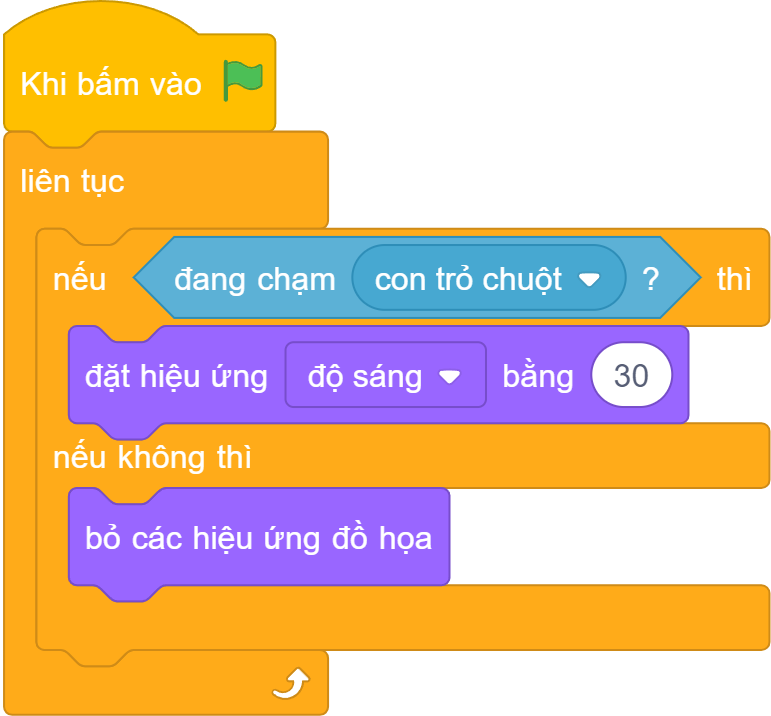 Khi bấm vào
liên tục
nếu đang chạm con trỏ chuột ? thì
đặt hiệu ứng độ sáng bằng 30
nếu không thì
bỏ các hiệu ứng đồ họa